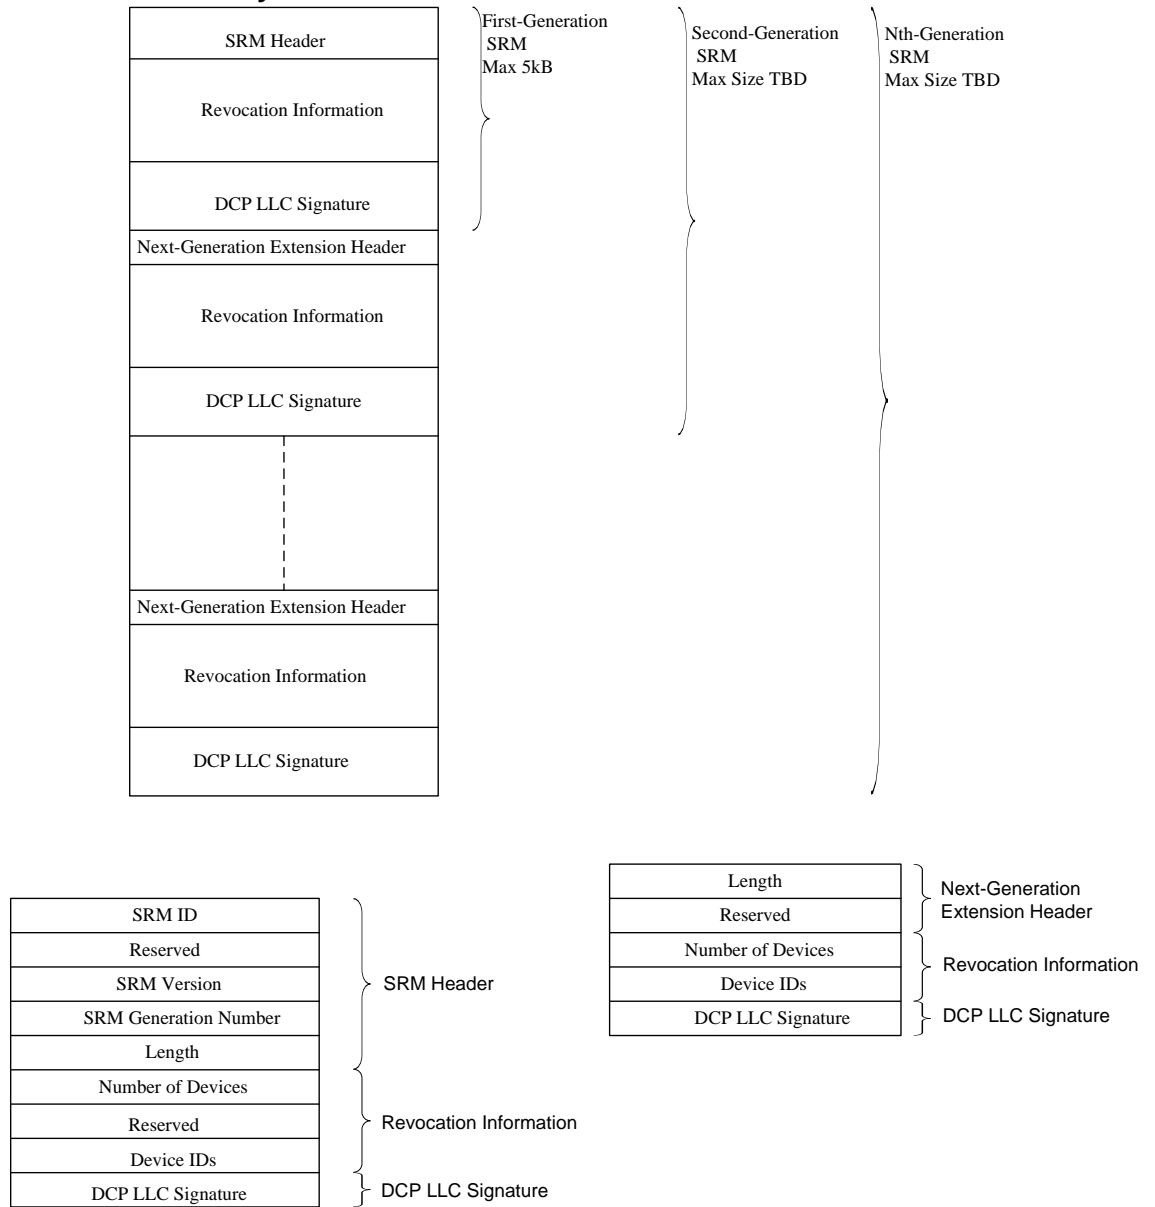 SRM Header
Revocation Information
DCP LLC Signature
Next-Generation Extension Header
Revocation Information
DCP LLC Signature
Next-Generation Extension Header
Revocation Information
DCP LLC Signature
First-Generation
SRM
Max 5kB
Second-Generation
SRM
Max Size TBD
Nth-Generation
SRM
Max Size TBD
SRM ID
Reserved
SRM Version
SRM Generation Number
Length
Number of Devices
Reserved
Device IDs
DCP LLC Signature
SRM Header
Revocation Information
DCP LLC Signature
Length
Reserved
Number of Devices
Device IDs
DCP LLC Signature
Next-Generation
Extension Header
Revocation Information
DCP LLC Signature